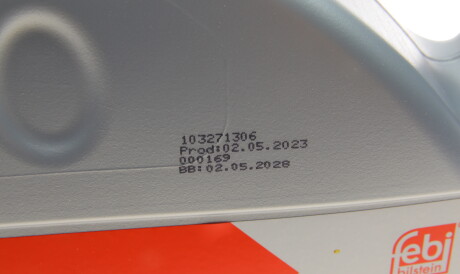 103271306
Prod:02.05.2023
000169
BB:02.05.2028
febi
bilstein